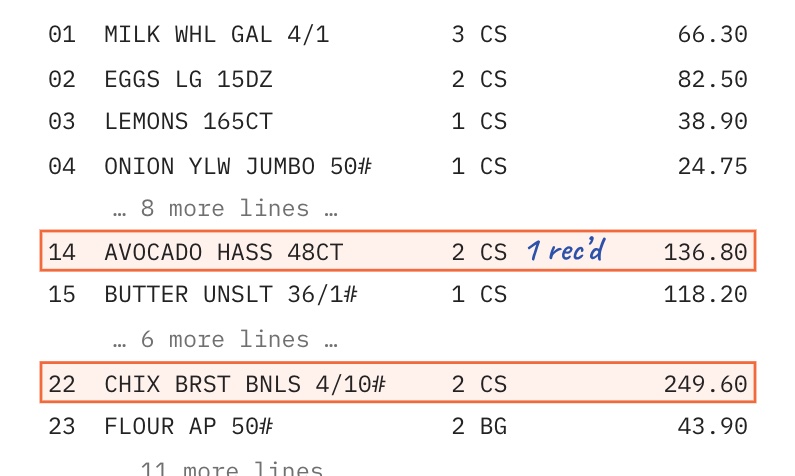 01 MILK WHL GAL 4/1 3 CS 66.30
02 EGGS LG 15DZ 2 CS 82.50
03 LEMONS 165CT 1 CS 38.90
04 ONION YLW JUMBO 50# 1 CS 24.75
… 8 more lines …
14 AVOCADO HASS 48CT 2 CS 1 rec’d 136.80
15 BUTTER UNSLT 36/1# 1 CS 118.20
… 6 more lines …
22 CHIX BRST BNLS 4/10# 2 CS 249.60
23 FLOUR AP 50# 2 BG 43.90
11 more lines